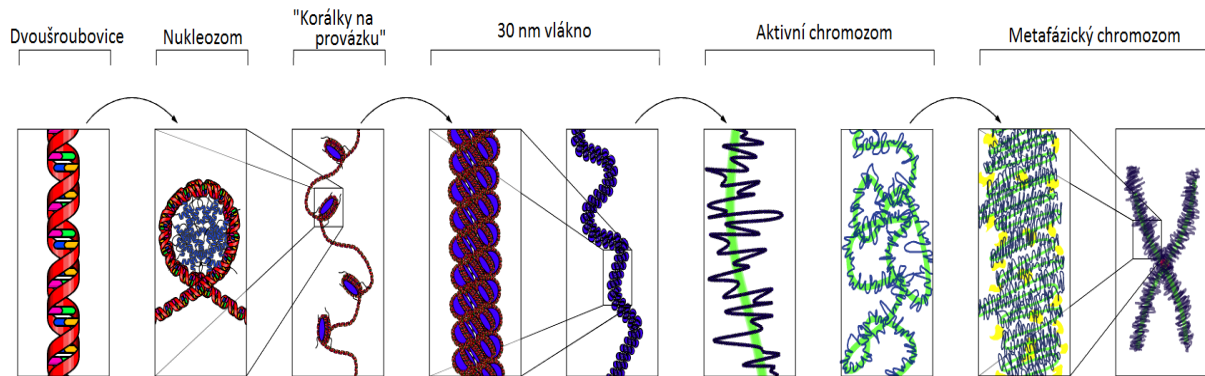 Dvoušroubovice
Nukleozom
"Korálky na
provázku"
30 nm vlákno
Aktivní chromozom
Metafázický chromozom